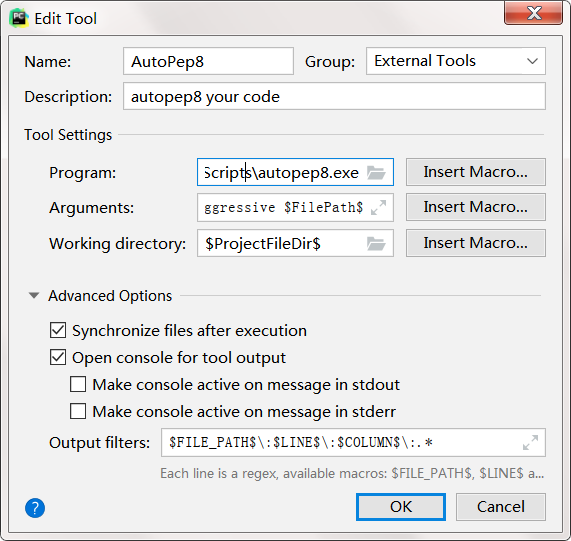 Edit Tool
Name: AutoPep8 Group: External Tools
Description: autopep8 your code
Tool Settings
Program: Scripts\autopep8.exe Insert Macro...
Arguments: ggressive $FilePath$ Insert Macro...
Working directory: $ProjectFileDir$ Insert Macro...
Advanced Options
Synchronize files after execution
Open console for tool output
Make console active on message in stdout
Make console active on message in stderr
Output filters: $FILE_PATH$\:$LINE$\:$COLUMN$\:.*
Each line is a regex, available macros: $FILE_PATH$, $LINE$ a...
? OK Cancel